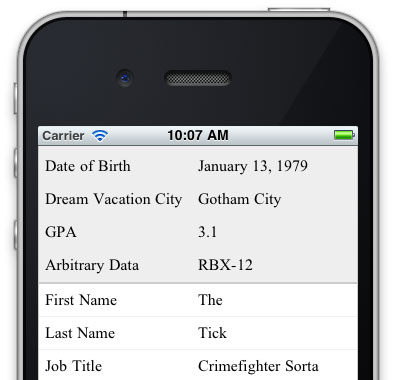 Carrier 10:07 AM
Date of Birth January 13, 1979
Dream Vacation City Gotham City
GPA 3.1
Arbitrary Data RBX-12
First Name The
Last Name Tick
Job Title Crimefighter Sorta